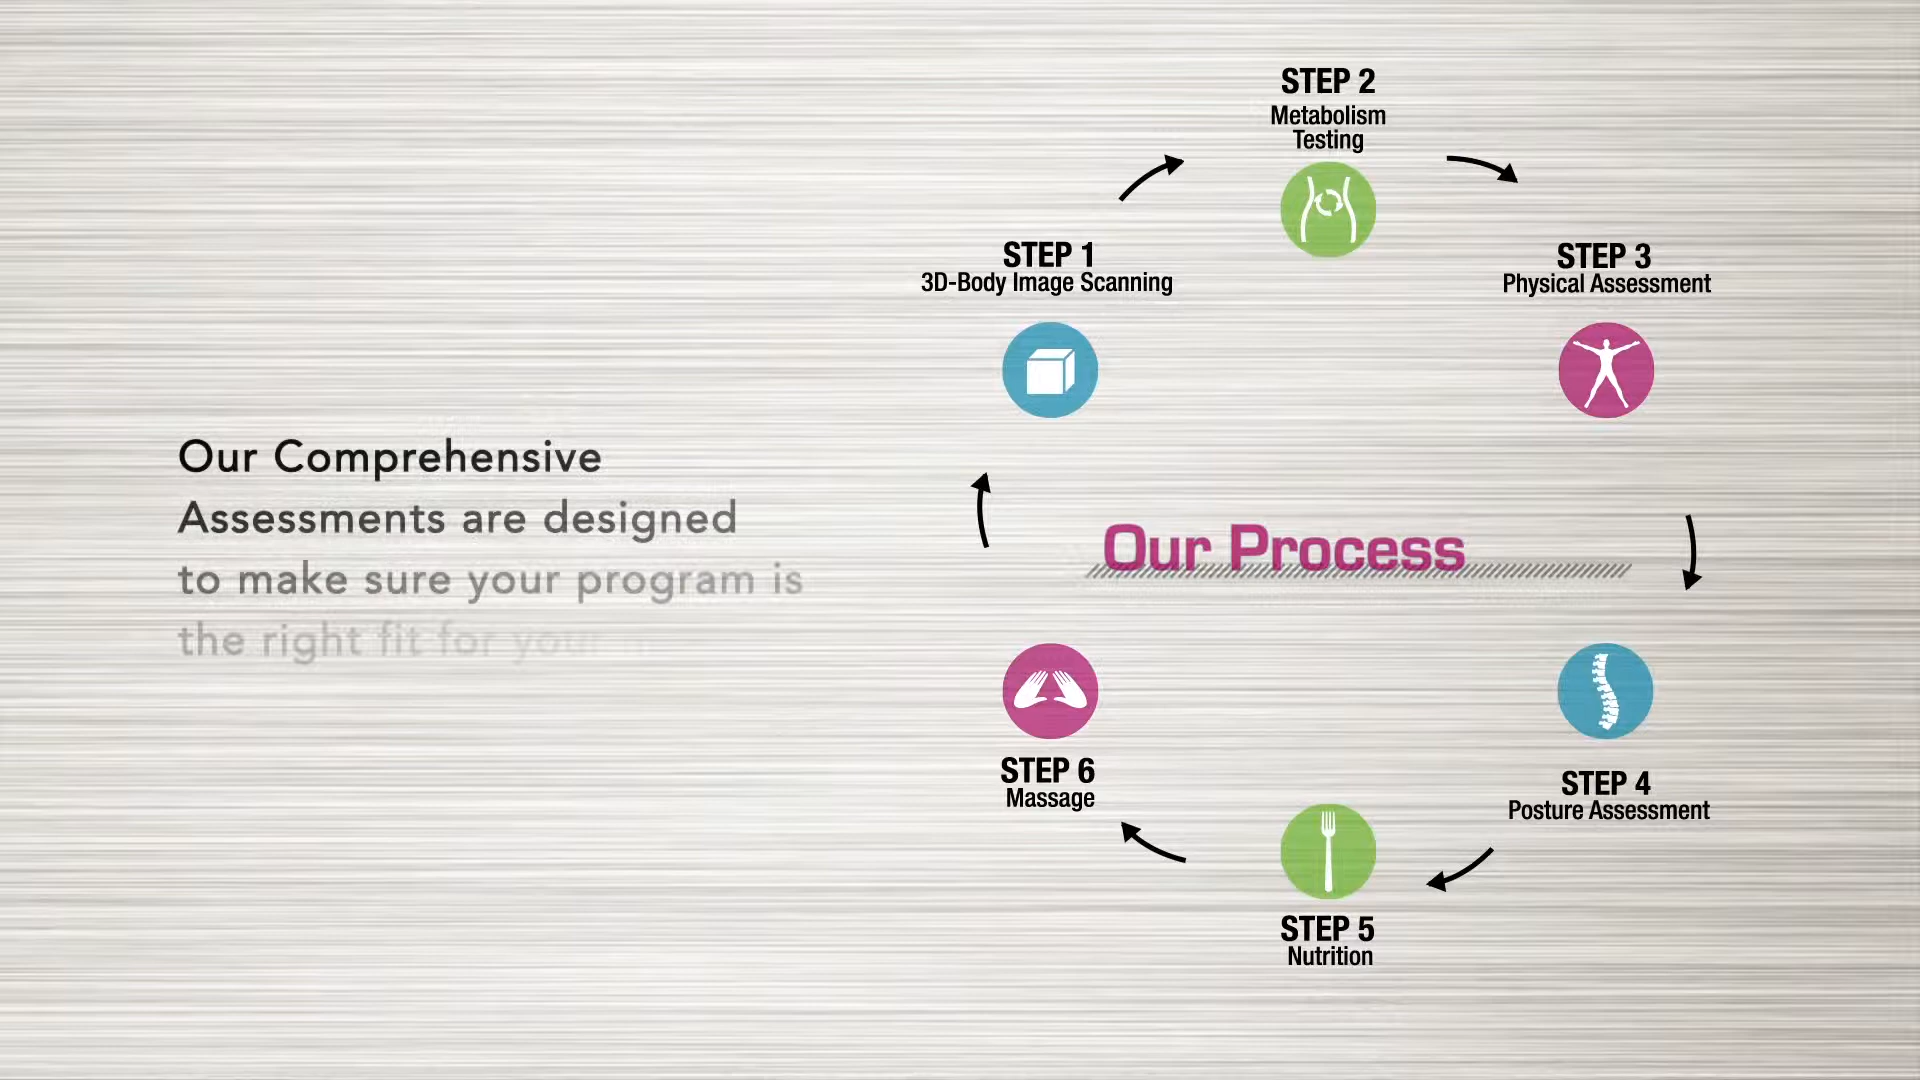 Our Comprehensive
Assessments are designed
to make sure your program is
the right fit for your
STEP 1
3D-Body Image Scanning
STEP 2
Metabolism
Testing
STEP 3
Physical Assessment
Our Process
STEP 4
Posture Assessment
STEP 5
Nutrition
STEP 6
Massage